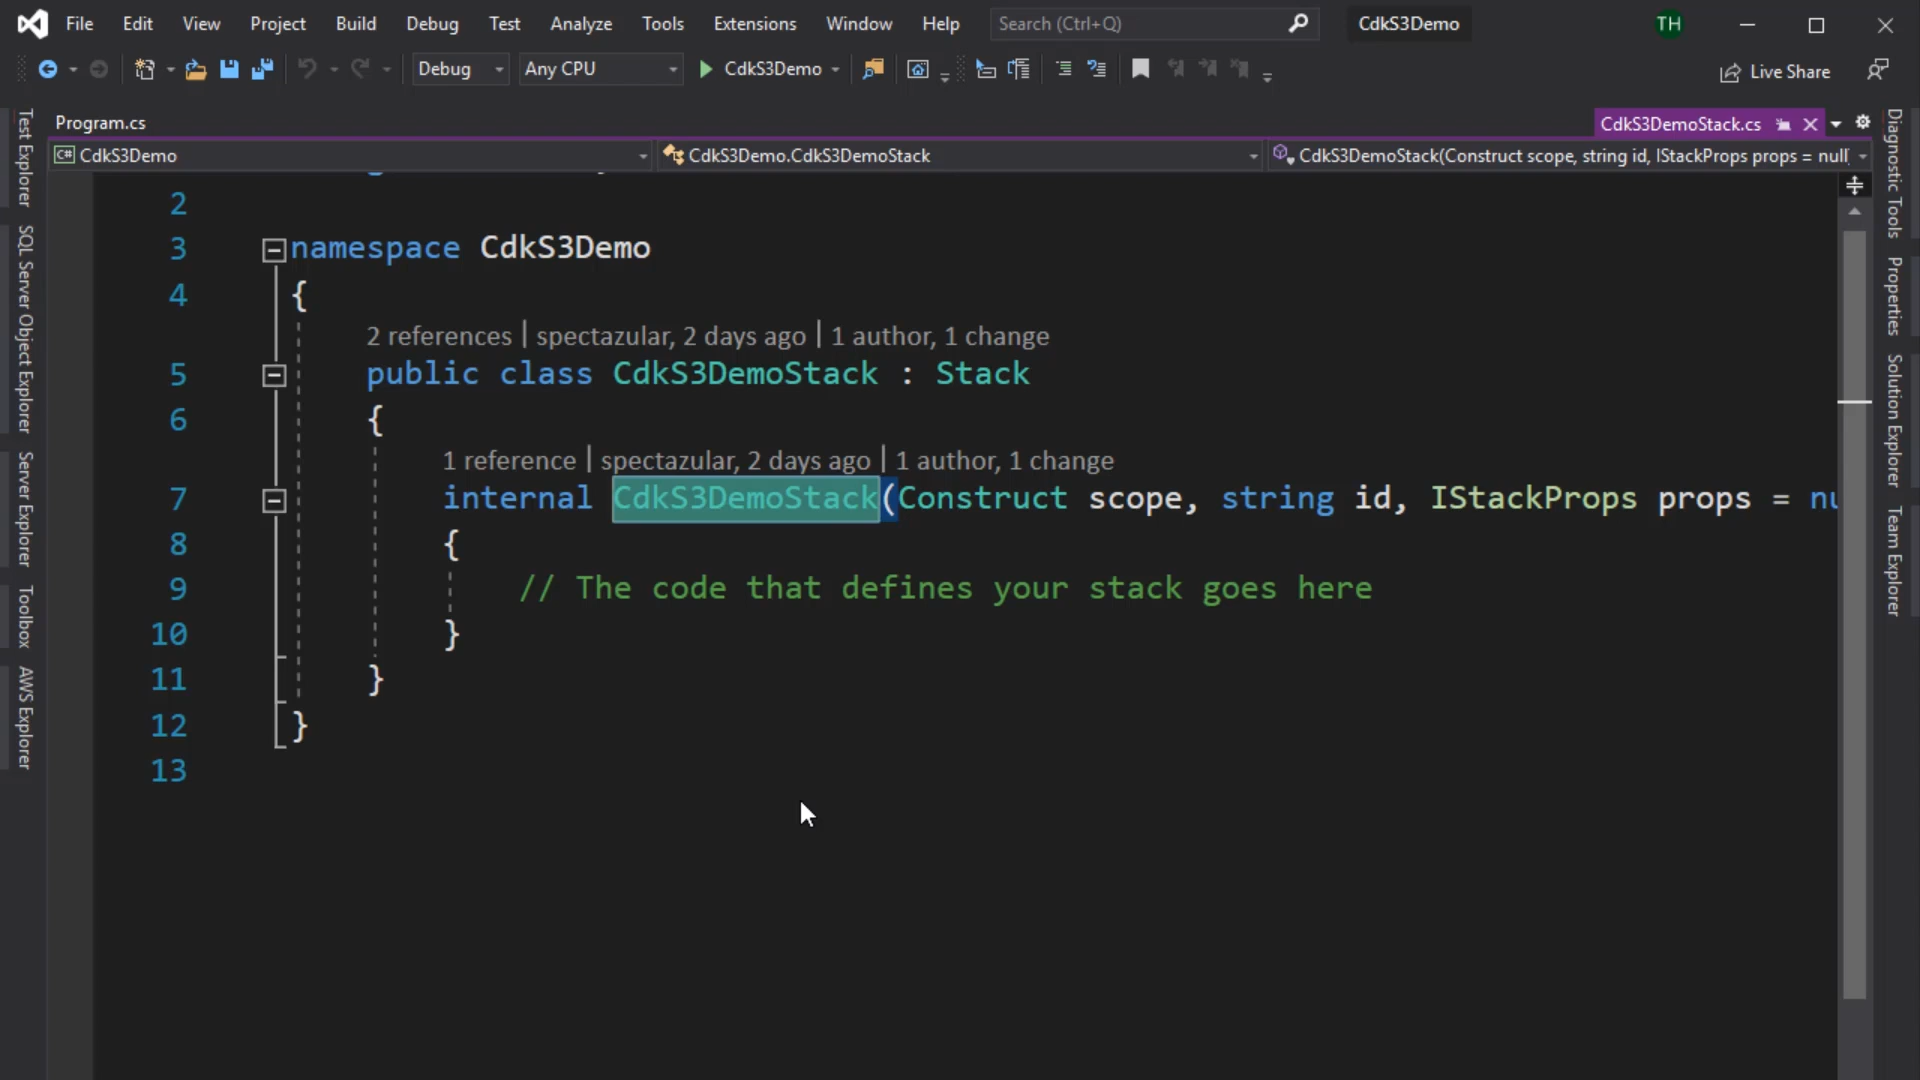 File Edit View Project Build Debug Test Analyze Tools Extensions Window Help Search (Ctrl+Q) CdkS3Demo TH
Debug Any CPU CdkS3Demo Live Share
Program.cs CdkS3DemoStack.cs
C# CdkS3Demo CdkS3Demo.CdkS3DemoStack CdkS3DemoStack(Construct scope, string id, IStackProps props = null
2
3 namespace CdkS3Demo
4 {
2 references | spectazular, 2 days ago | 1 author, 1 change
5 public class CdkS3DemoStack : Stack
6 {
1 reference | spectazular, 2 days ago | 1 author, 1 change
7 internal CdkS3DemoStack(Construct scope, string id, IStackProps props = nu
8 {
9 // The code that defines your stack goes here
10 }
11 }
12 }
13
Test Explorer
SQL Server Object Explorer
Server Explorer
Toolbox
AWS Explorer
Diagnostic Tools
Properties
Solution Explorer
Team Explorer